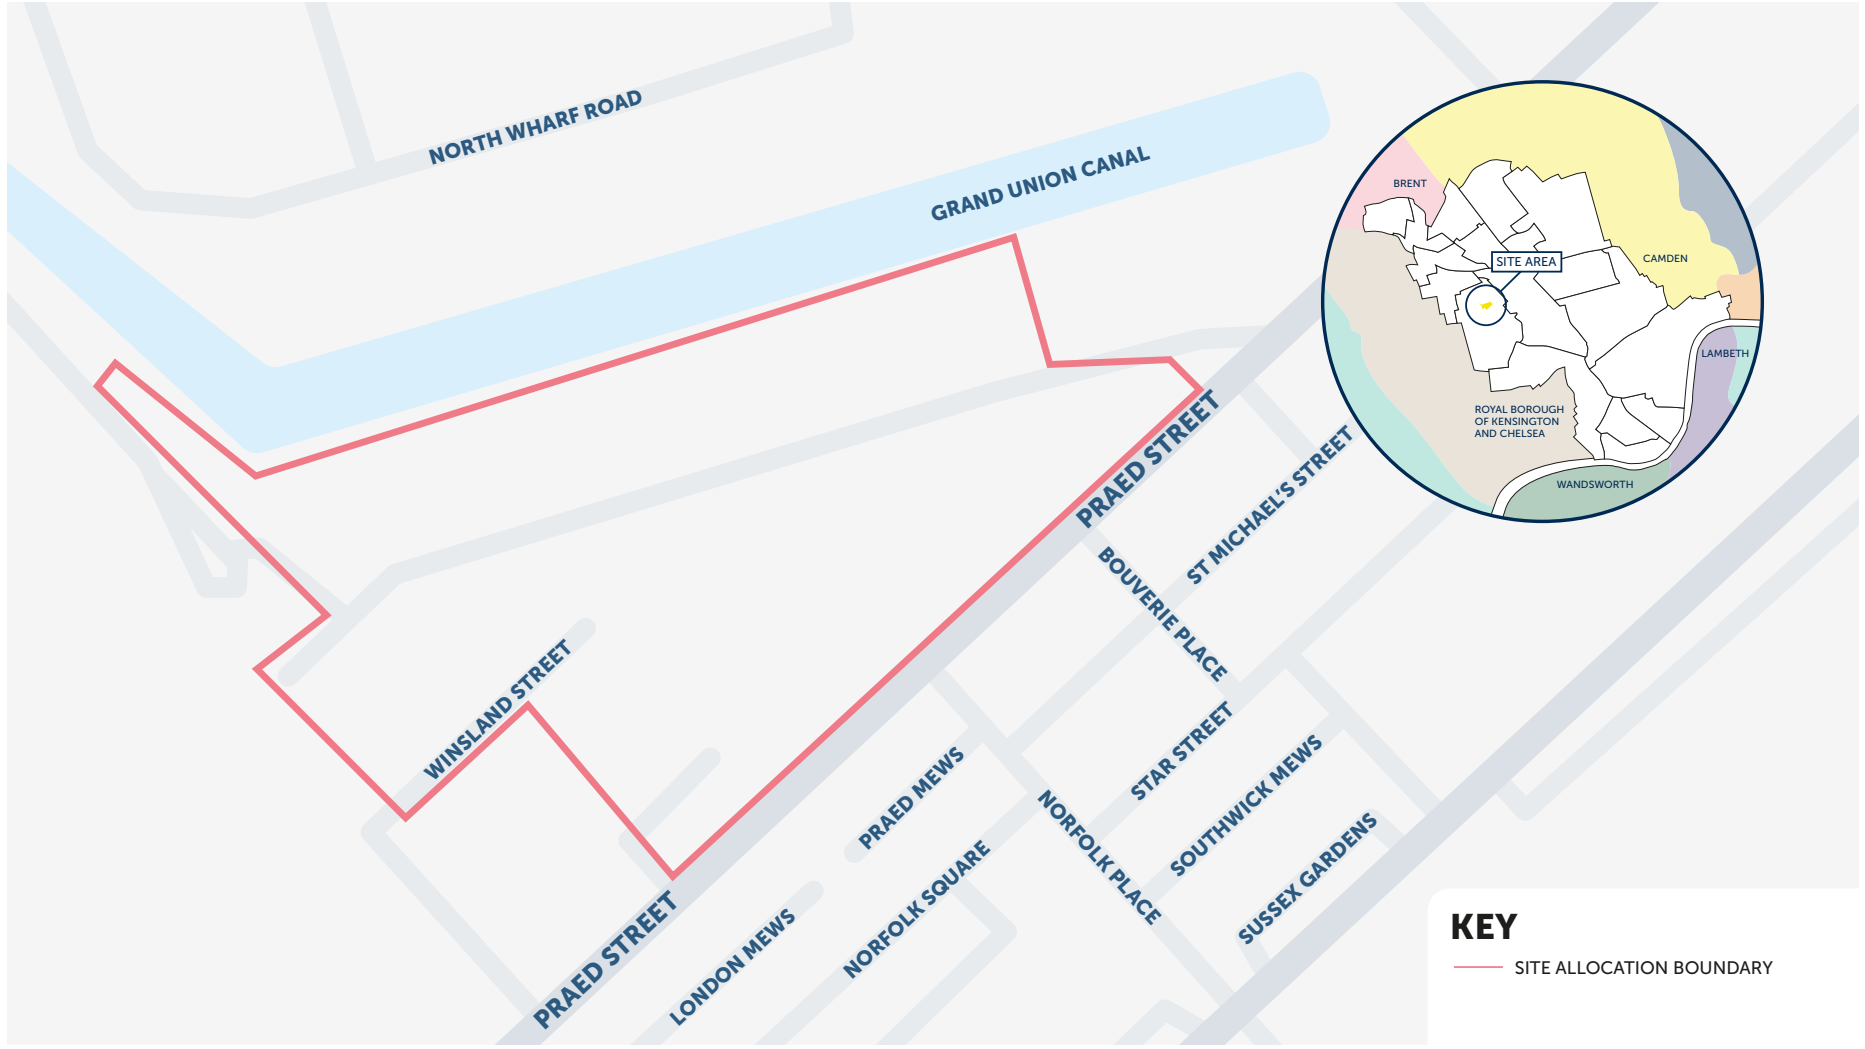 NORTH WHARF ROAD
GRAND UNION CANAL
BRENT
SITE AREA
CAMDEN
LAMBETH
ROYAL BOROUGH
OF KENSINGTON
AND CHELSEA
WANDSWORTH
PRAED STREET
ST MICHAEL'S STREET
BOUVERIE PLACE
WINSLAND STREET
STAR STREET
PRAED MEWS
SOUTHWICK MEWS
NORFOLK PLACE
SUSSEX GARDENS
NORFOLK SQUARE
PRAED STREET
LONDON MEWS
KEY
SITE ALLOCATION BOUNDARY